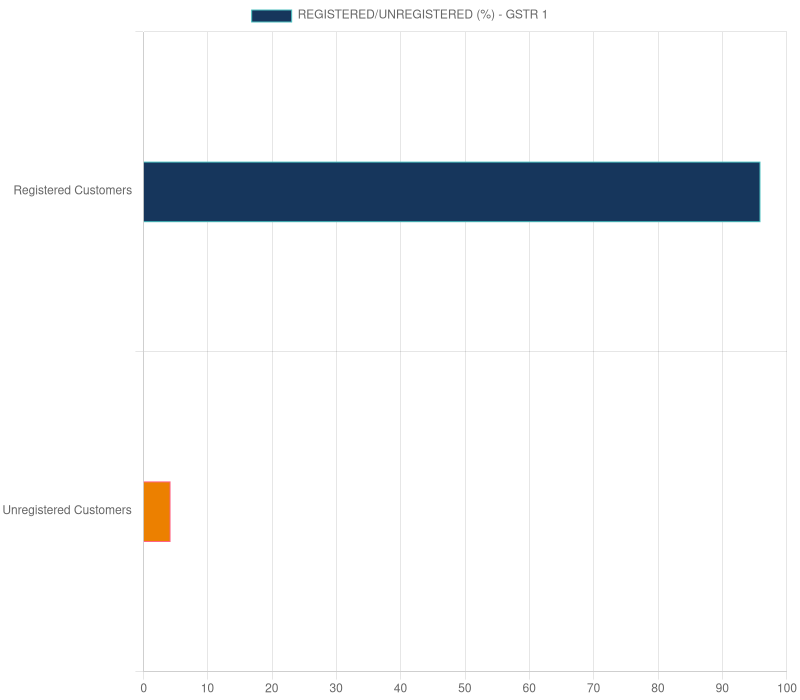 REGISTERED/UNREGISTERED (%) - GSTR 1
Registered Customers
Unregistered Customers
0 10 20 30 40 50 60 70 80 90 100